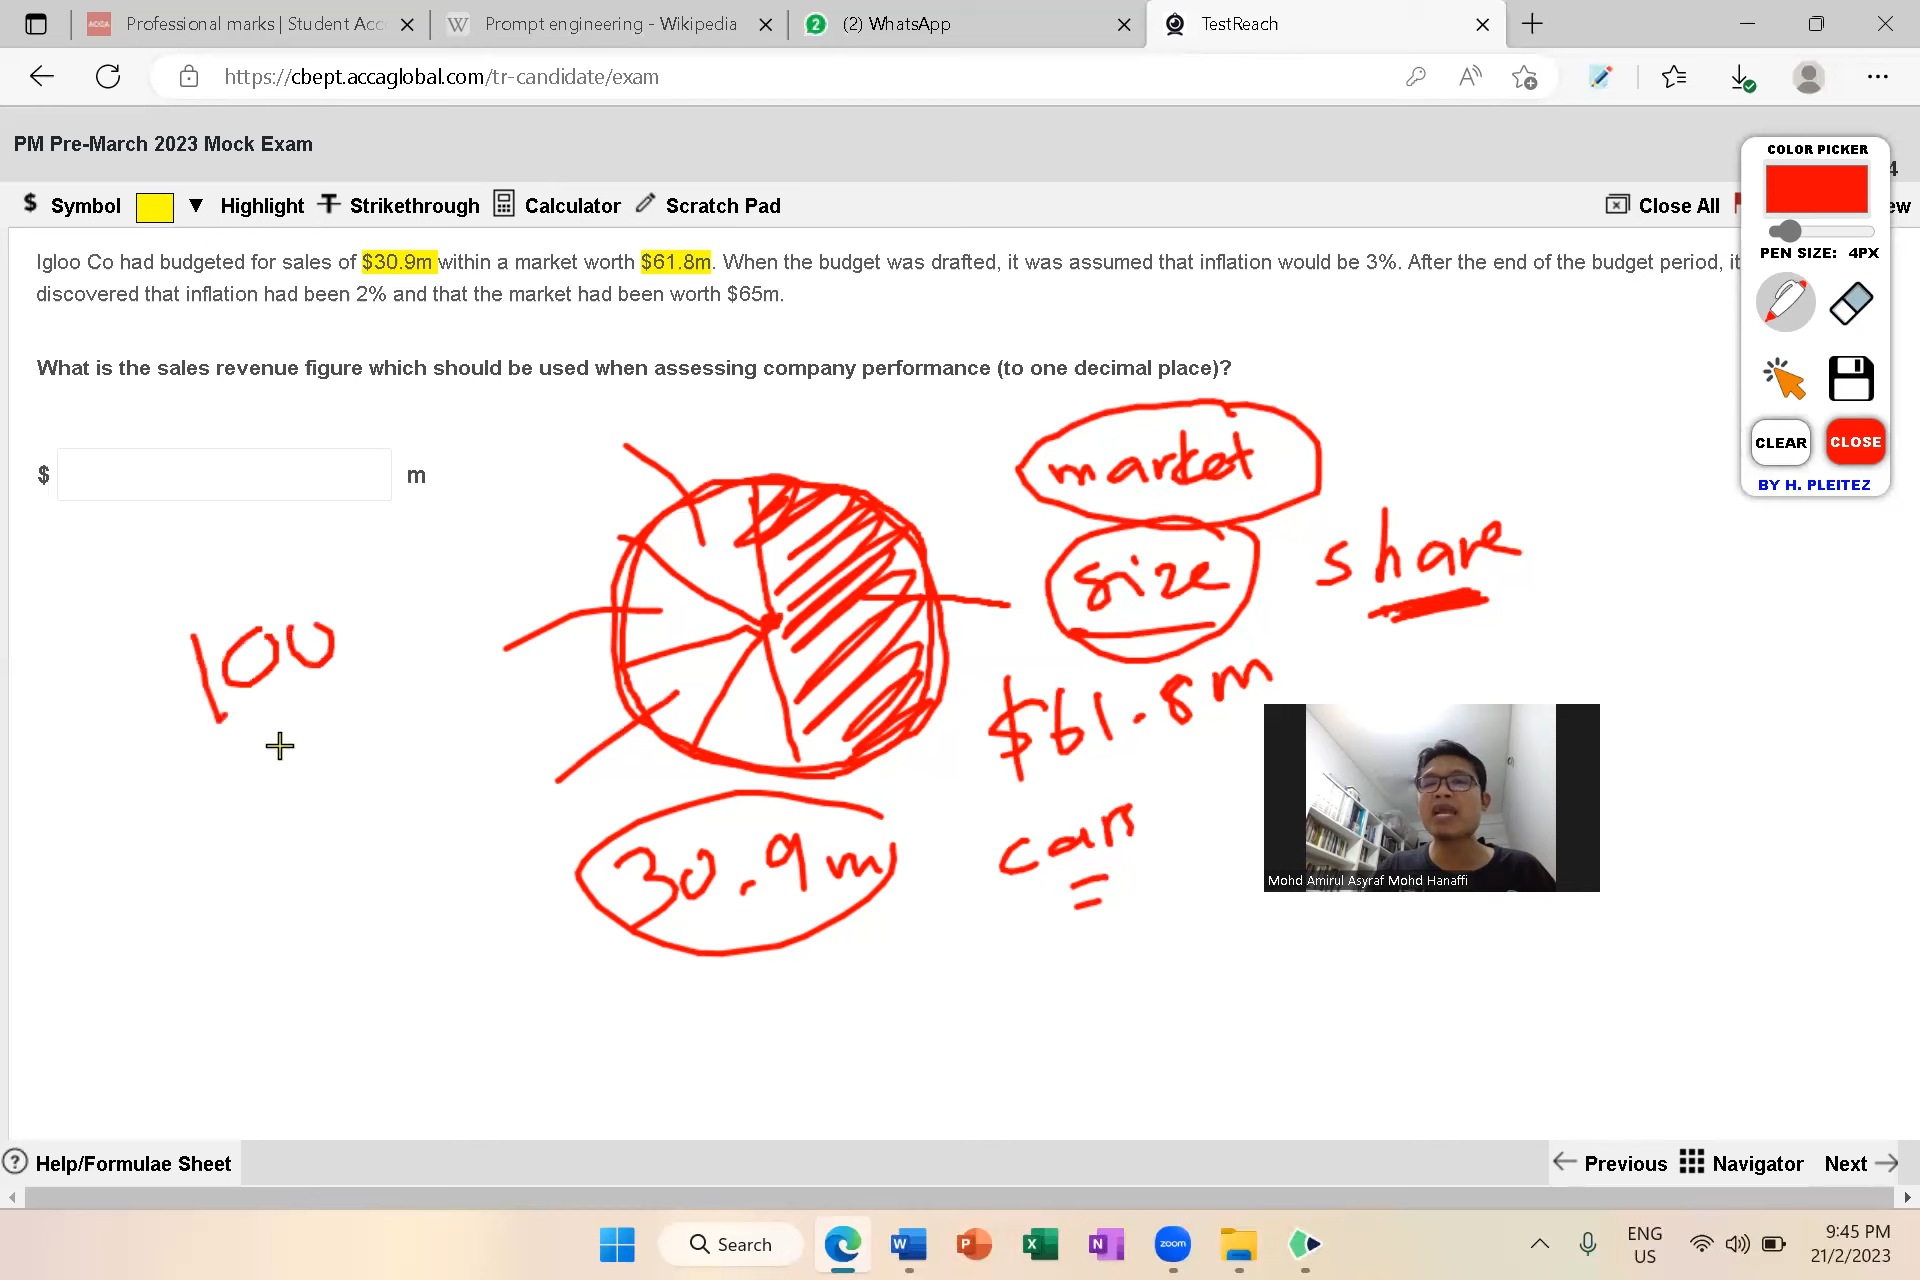 Professional marks | Student Acc
Prompt engineering - Wikipedia
(2) WhatsApp
TestReach
https://cbept.accaglobal.com/tr-candidate/exam
PM Pre-March 2023 Mock Exam
COLOR PICKER
4
$ Symbol ▼ Highlight Strikethrough Calculator Scratch Pad Close All ew
PEN SIZE: 4PX
Igloo Co had budgeted for sales of $30.9m within a market worth $61.8m. When the budget was drafted, it was assumed that inflation would be 3%. After the end of the budget period, it
discovered that inflation had been 2% and that the market had been worth $65m.
What is the sales revenue figure which should be used when assessing company performance (to one decimal place)?
CLEAR CLOSE
BY H. PLEITEZ
$ m
market
size share
100
$61.8m
30.9m
cars
Mohd Amirul Asyraf Mohd Hanaffi
Help/Formulae Sheet
Previous Navigator Next
Search
zoom
ENG
US
9:45 PM
21/2/2023